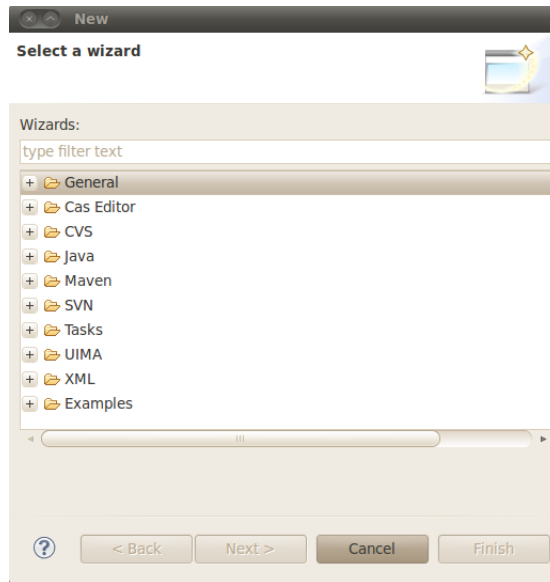 New
Select a wizard
Wizards:
type filter text
General
Cas Editor
CVS
Java
Maven
SVN
Tasks
UIMA
XML
Examples
< Back Next > Cancel Finish